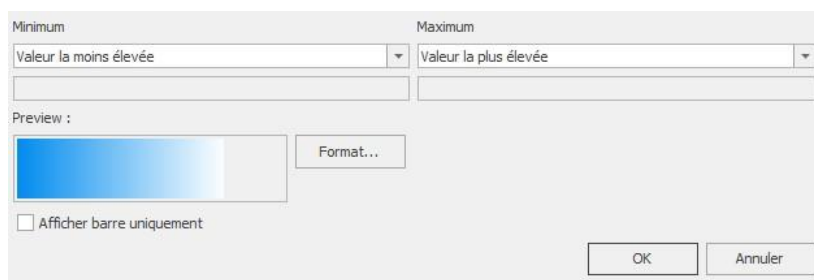 Minimum
Maximum
Valeur la moins élevée
Valeur la plus élevée
Preview :
Format...
Afficher barre uniquement
OK
Annuler